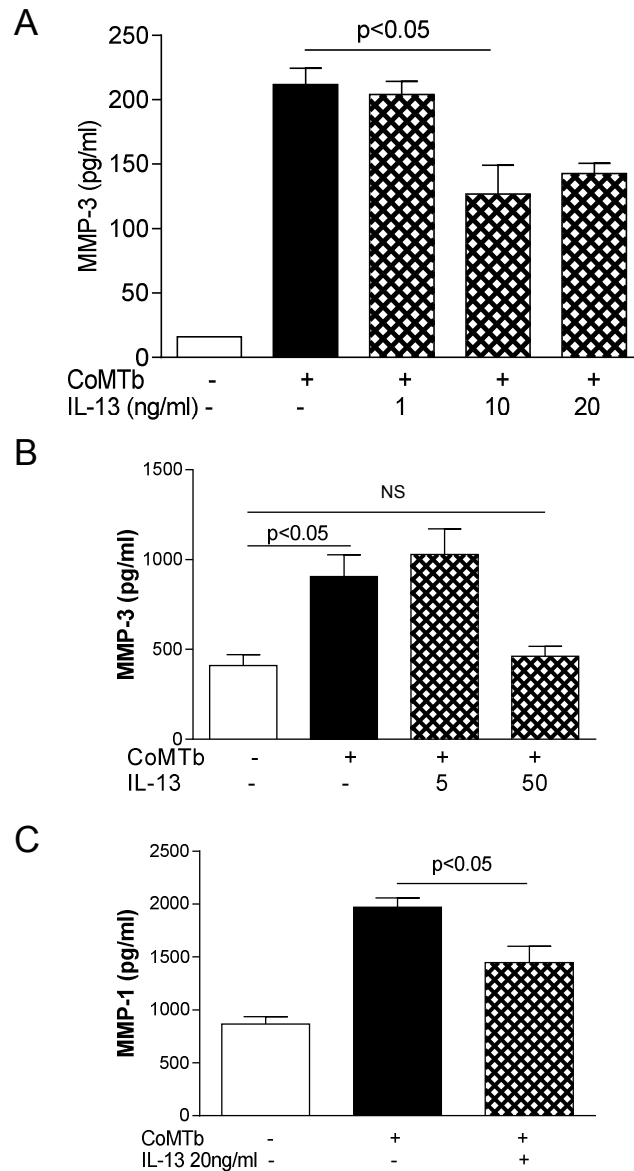 A
250
p<0.05
200
150
100
50
0
MMP-3 (pg/ml)
CoMTb - + + + +
IL-13 (ng/ml) - - 1 10 20
B
1500
NS
p<0.05
1000
500
0
MMP-3 (pg/ml)
CoMTb - + + +
IL-13 - - 5 50
C
2500
p<0.05
2000
1500
1000
500
0
MMP-1 (pg/ml)
CoMTb - + +
IL-13 20ng/ml - - +